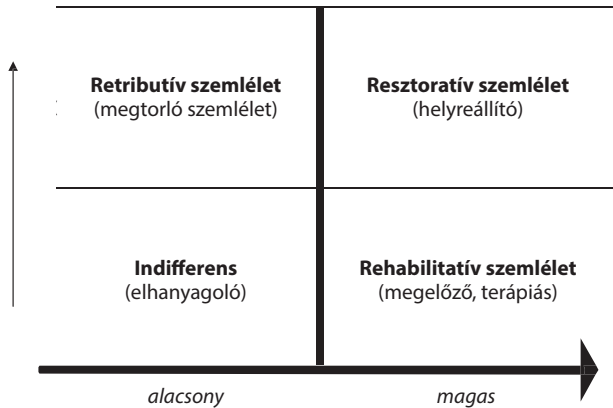 Retributív szemlélet
(megtorló szemlélet)
Resztoratív szemlélet
(helyreállító)
Indifferens
(elhanyagoló)
Rehabilitatív szemlélet
(megelőző, terápiás)
alacsony
magas